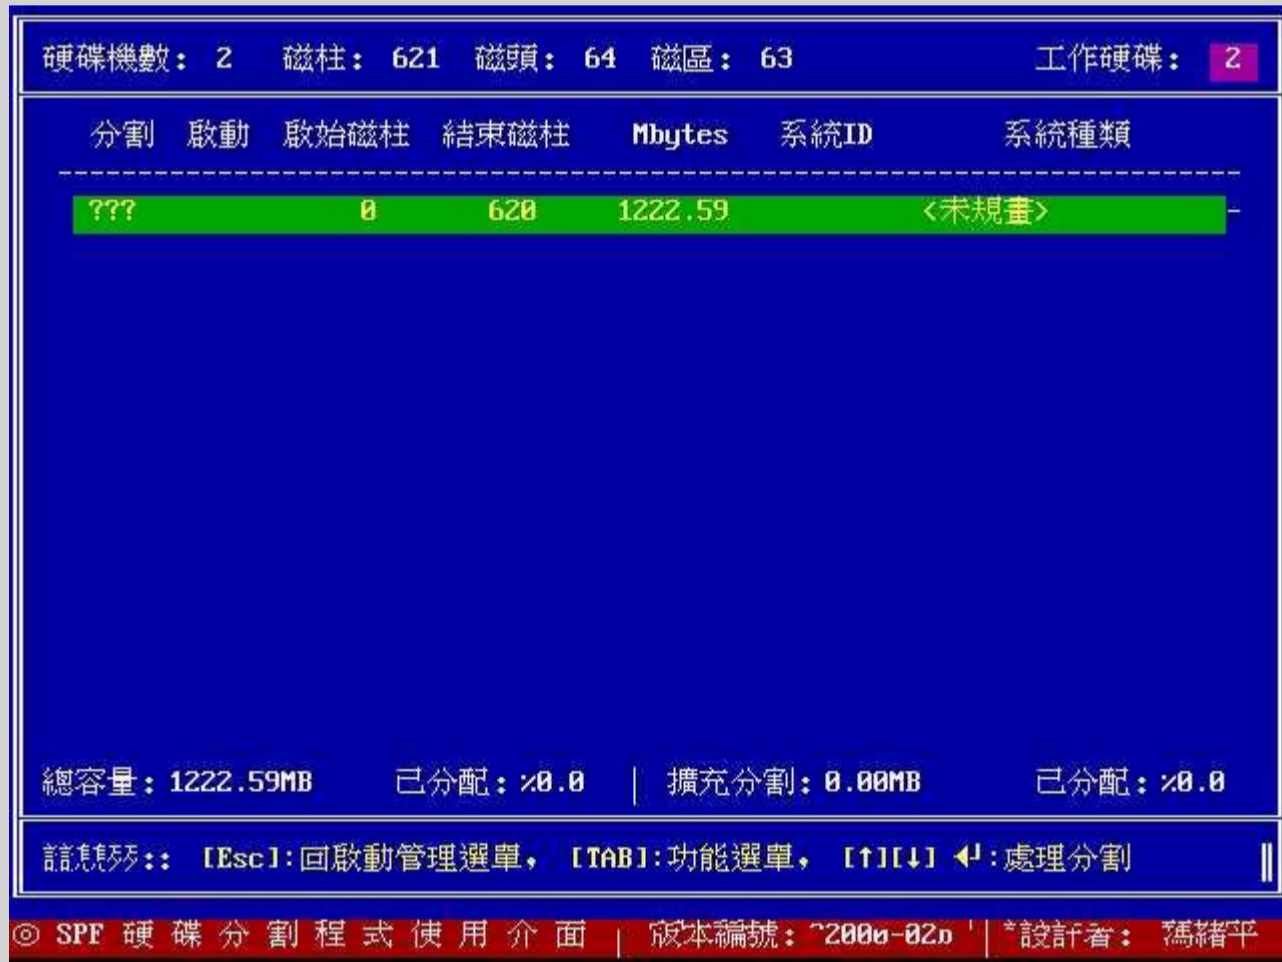 硬碟機數: 2 磁柱: 621 磁頭: 64 磁區: 63 工作硬碟: 2
分割 啟動 啟始磁柱 結束磁柱 Mbytes 系統ID 系統種類
??? 0 620 1222.59 <未規畫>
總容量: 1222.59MB 已分配: %0.0 | 擴充分割: 0.00MB 已分配: %0.0
[Esc]:回啟動管理選單, [TAB]:功能選單, [↑][↓] ↵:處理分割
◎ SPF 硬碟分割程式使用介面 | 版本編號: | 設計者: